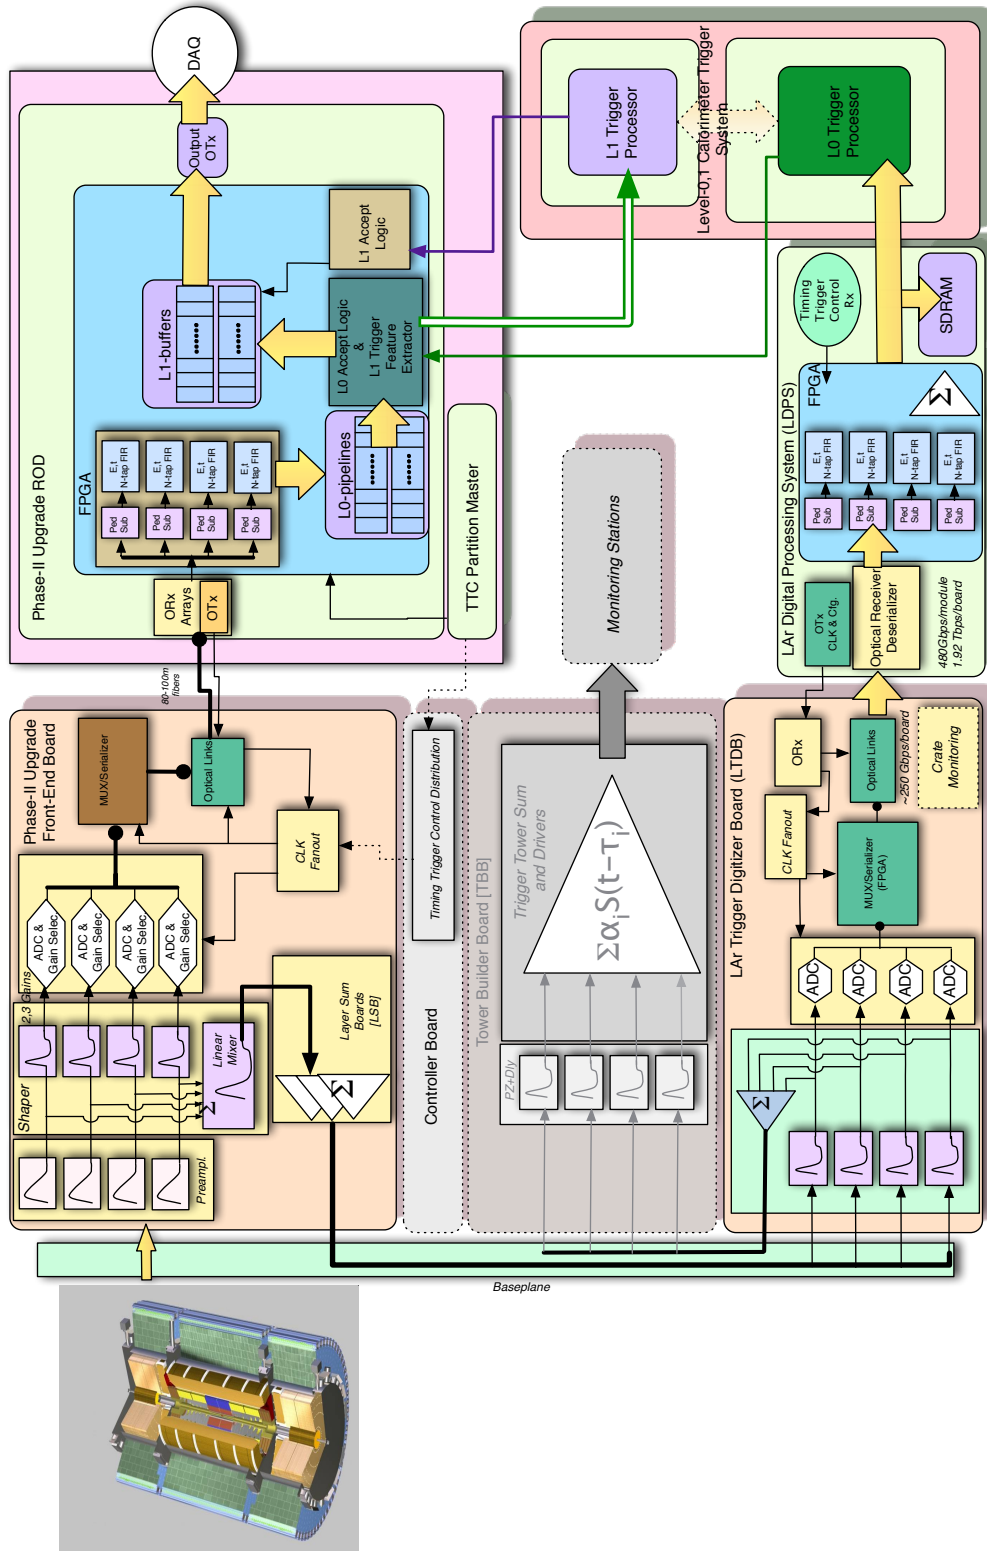 DAQ
Output
OTx
Phase-II Upgrade ROD
FPGA
L1-buffers
L1 Accept
Logic
L0 Accept Logic
&
L1 Trigger
Feature
Extractor
L0-pipelines
E,t
N-tap FIR
E,t
N-tap FIR
E,t
N-tap FIR
E,t
N-tap FIR
Ped
Sub
Ped
Sub
Ped
Sub
Ped
Sub
ORx
Arrays
OTx
TTC Partition Master
L1 Trigger
Processor
Level-0,1 Calorimeter Trigger
System
L0 Trigger
Processor
Timing
Trigger
Control
Rx
SDRAM
LAr Digital Processing System (LDPS)
FPGA
Σ
E,t
N-tap FIR
E,t
N-tap FIR
E,t
N-tap FIR
E,t
N-tap FIR
Ped
Sub
Ped
Sub
Ped
Sub
Ped
Sub
OTx
CLK & Cfg.
Optical Receiver
Deserializer
480Gbps/module
1.92 Tbps/board
Monitoring Stations
80-100m
fibers
Phase-II Upgrade
Front-End Board
MUX/Serializer
Optical Links
CLK
Fanout
ADC &
Gain Selec.
ADC &
Gain Selec.
ADC &
Gain Selec.
ADC &
Gain Selec.
2,3 Gains
Shaper
Linear
Mixer
Σ
Preampl.
Layer Sum
Boards
[LSB]
Σ
Timing Trigger Control Distribution
Controller Board
Tower Builder Board [TBB]
Trigger Tower Sum
and Drivers
Σα<sub>i</sub>S(t−τ<sub>i</sub>)
PZ+Dly
LAr Trigger Digitizer Board (LTDB)
ORx
Optical Links
~250 Gbps/board
Crate
Monitoring
CLK Fanout
MUX/Serializer
(FPGA)
ADC
ADC
ADC
ADC
Σ
Baseplane